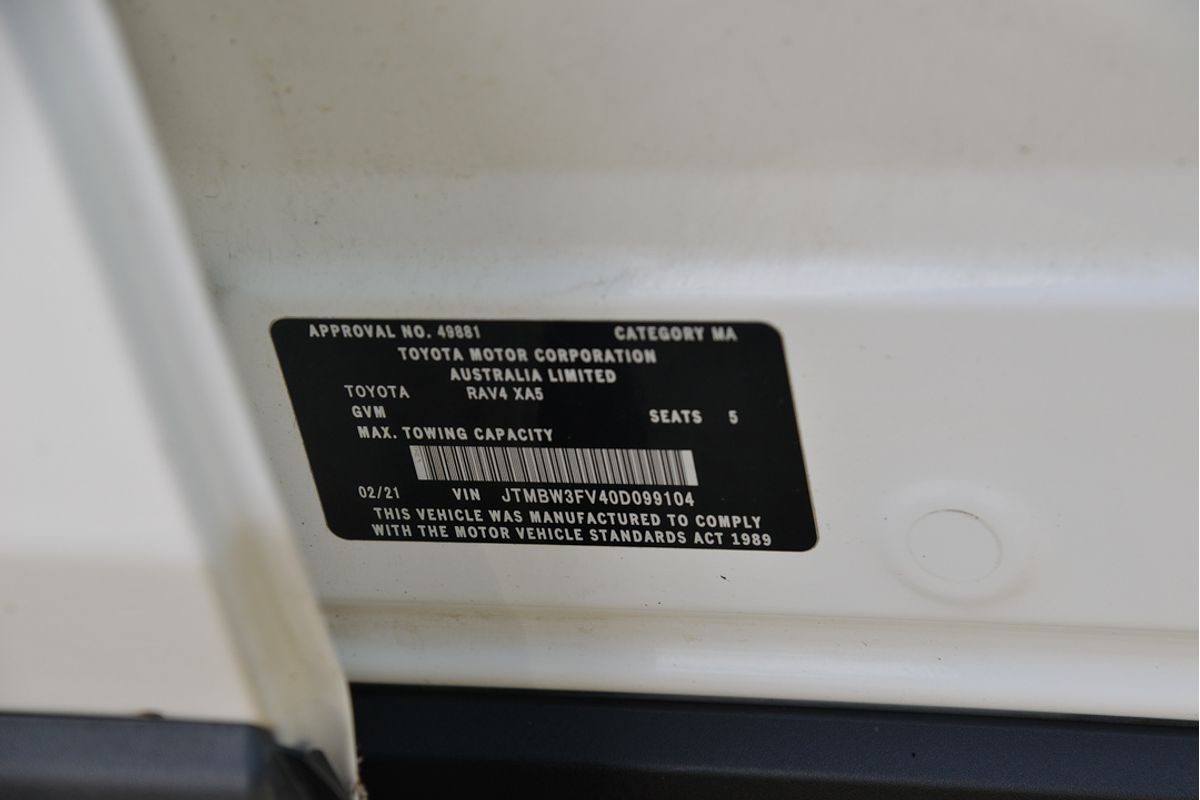 APPROVAL NO. 49881 CATEGORY MA
TOYOTA MOTOR CORPORATION
AUSTRALIA LIMITED
TOYOTA RAV4 XA5
GVM SEATS 5
MAX. TOWING CAPACITY
02/21 VIN JTMBW3FV40D099104
THIS VEHICLE WAS MANUFACTURED TO COMPLY
WITH THE MOTOR VEHICLE STANDARDS ACT 1989